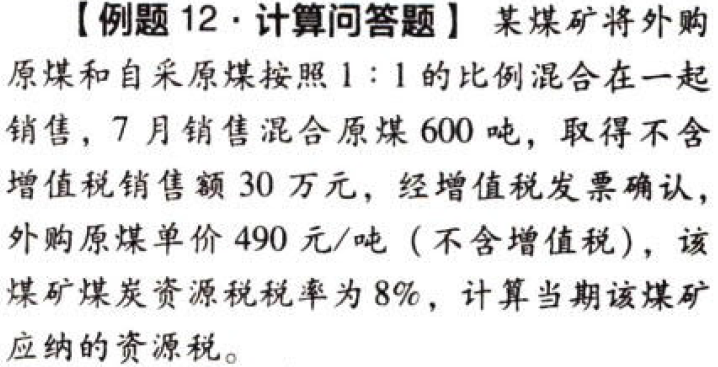 【例题 12·计算问答题】 某煤矿将外购
原煤和自采原煤按照 1：1 的比例混合在一起
销售，7 月销售混合原煤 600 吨，取得不含
增值税销售额 30 万元，经增值税发票确认，
外购原煤单价 490 元/吨（不含增值税），该
煤矿煤炭资源税税率为 8%，计算当期该煤矿
应纳的资源税。